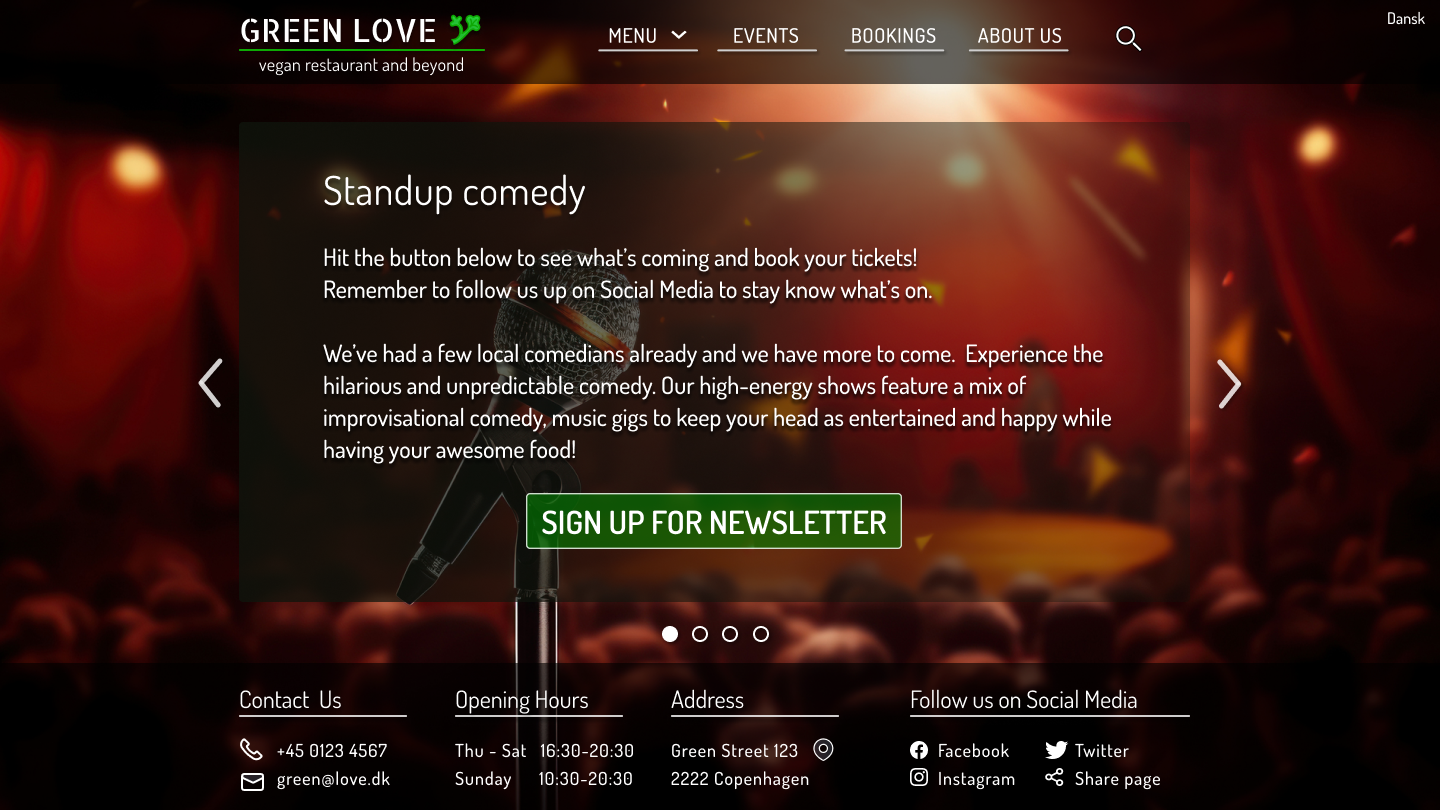 Dansk
GREEN LOVE
vegan restaurant and beyond
MENU
EVENTS
BOOKINGS
ABOUT US
Standup comedy
Hit the button below to see what’s coming and book your tickets!
Remember to follow us up on Social Media to stay know what’s on.
We’ve had a few local comedians already and we have more to come.  Experience the
hilarious and unpredictable comedy. Our high-energy shows feature a mix of
improvisational comedy, music gigs to keep your head as entertained and happy while
having your awesome food!
SIGN UP FOR NEWSLETTER
Contact  Us
+45 0123 4567
green@love.dk
Opening Hours
Thu - Sat 16:30-20:30
Sunday 10:30-20:30
Address
Green Street 123
2222 Copenhagen
Follow us on Social Media
Facebook
Twitter
Instagram
Share page